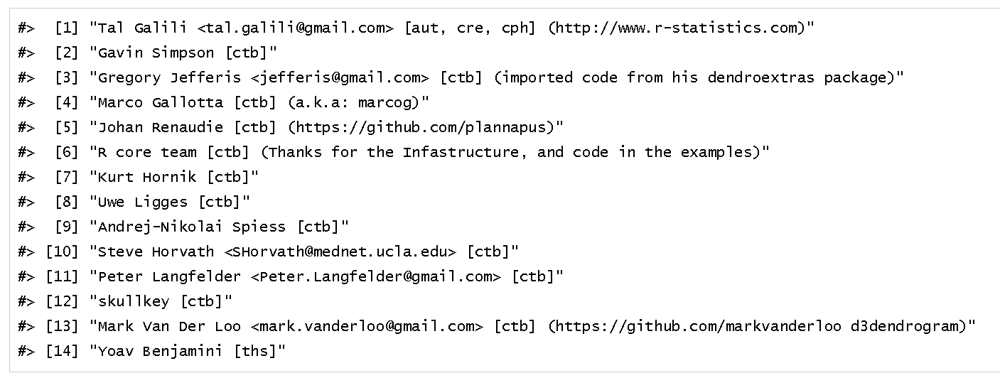 #>  [1] "Tal Galili <tal.galili@gmail.com> [aut, cre, cph] (http://www.r-statistics.com)"
#>  [2] "Gavin Simpson [ctb]"
#>  [3] "Gregory Jefferis <jefferis@gmail.com> [ctb] (imported code from his dendroextras package)"
#>  [4] "Marco Gallotta [ctb] (a.k.a: marcog)"
#>  [5] "Johan Renaudie [ctb] (https://github.com/plannapus)"
#>  [6] "R core team [ctb] (Thanks for the Infastructure, and code in the examples)"
#>  [7] "Kurt Hornik [ctb]"
#>  [8] "Uwe Ligges [ctb]"
#>  [9] "Andrej-Nikolai Spiess [ctb]"
#> [10] "Steve Horvath <SHorvath@mednet.ucla.edu> [ctb]"
#> [11] "Peter Langfelder <Peter.Langfelder@gmail.com> [ctb]"
#> [12] "skullkey [ctb]"
#> [13] "Mark Van Der Loo <mark.vanderloo@gmail.com> [ctb] (https://github.com/markvanderloo d3dendrogram)"
#> [14] "Yoav Benjamini [ths]"